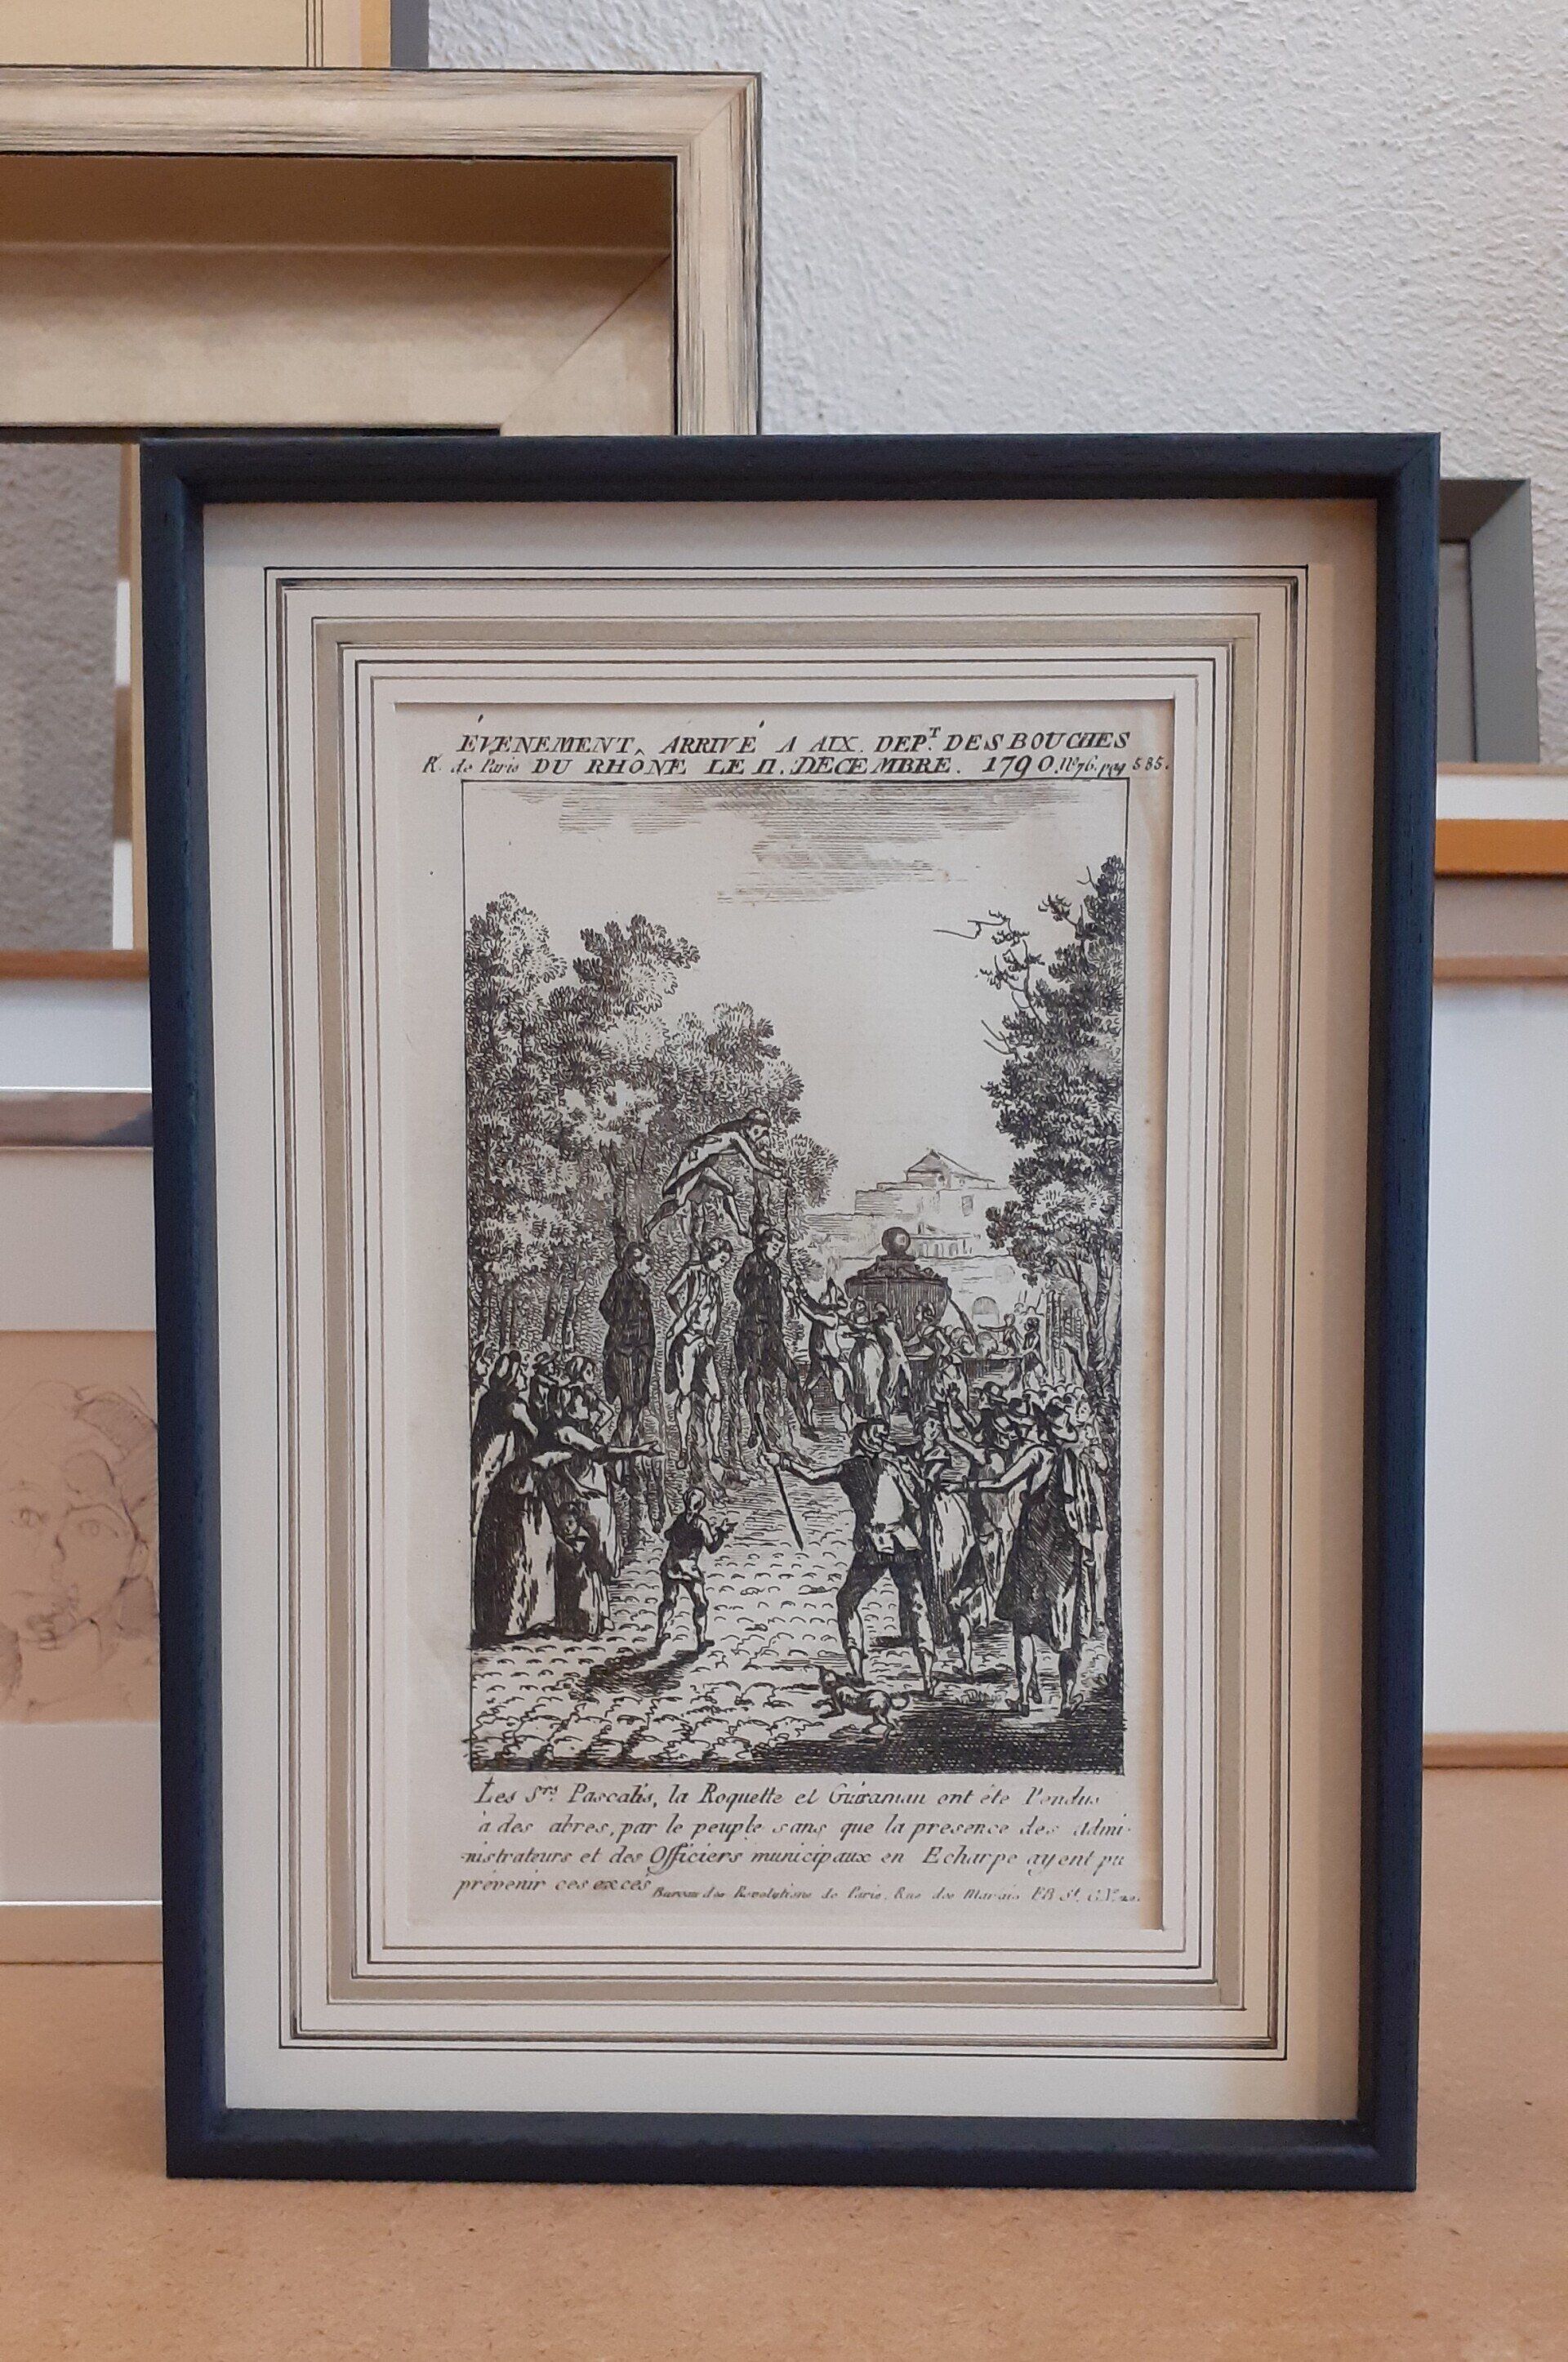 ÉVENEMENT, ARRIVÉ A AIX. DEP.T DES BOUCHES
R. de Paris DU RHÔNE LE 11. DECEMBRE. 1790. N.º 76. pag 585.
Les S.rs Pascalis, la Roquette et Guiraman ont été Pendus
à des abres, par le peuple sans que la presence des admi-
nistrateurs et des Officiers municipaux en Echarpe ayent pu
prévenir ces excès
Bureau des Revolutions de Paris, Rue des Marais FB S.t G. N.º 20.